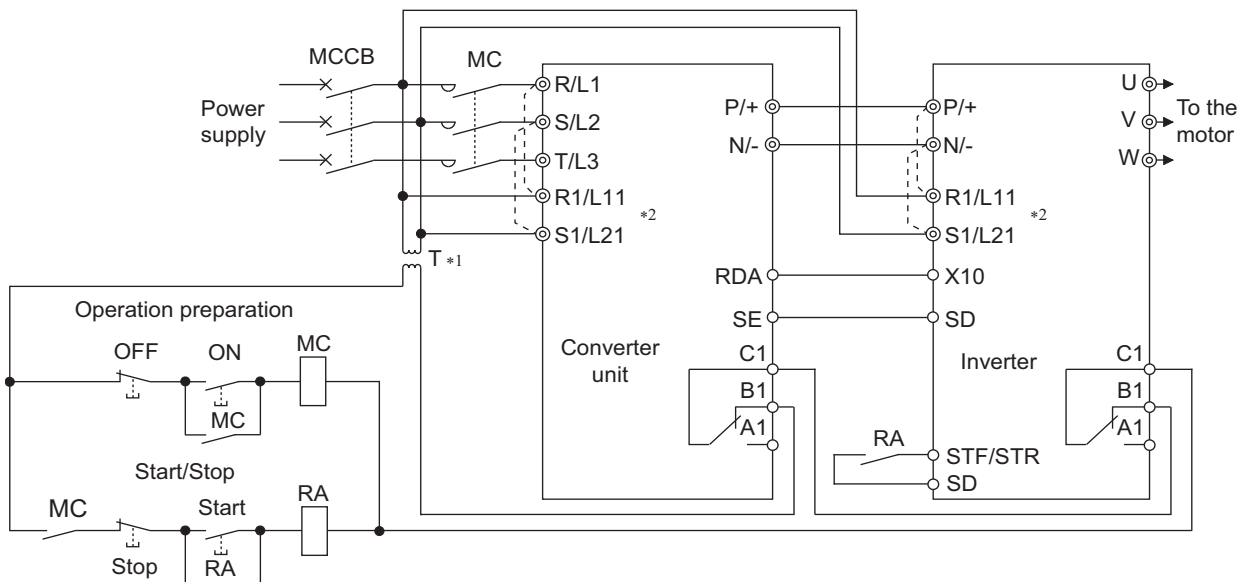 MCCB
MC
Power
supply
R/L1
S/L2
T/L3
R1/L11
*2
S1/L21
T *1
P/+
N/-
RDA
SE
Converter
unit
C1
B1
A1
P/+
N/-
R1/L11
*2
S1/L21
X10
SD
Inverter
U
V
W
To the
motor
C1
B1
A1
RA
STF/STR
SD
Operation preparation
OFF
ON
MC
MC
Start/Stop
MC
Start
RA
Stop
RA